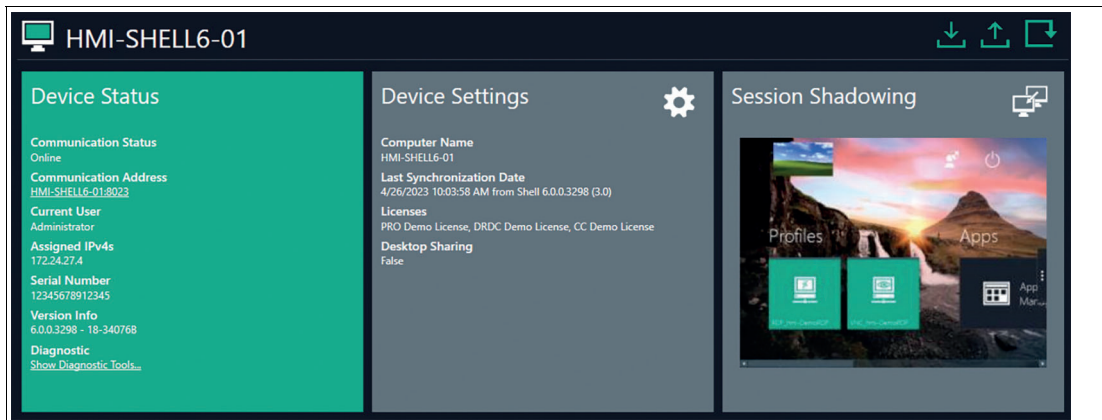 HMI-SHELL6-01
Device Status
Communication Status
Online
Communication Address
HMI-SHELL6-01:8023
Current User
Administrator
Assigned IPv4s
172.24.27.4
Serial Number
12345678912345
Version Info
6.0.0.3298 - 18-340768
Diagnostic
Show Diagnostic Tools...
Device Settings
Computer Name
HMI-SHELL6-01
Last Synchronization Date
4/26/2023 10:03:58 AM from Shell 6.0.0.3298 (3.0)
Licenses
PRO Demo License, DRDC Demo License, CC Demo License
Desktop Sharing
False
Session Shadowing
Profiles
Apps
App
Mar...